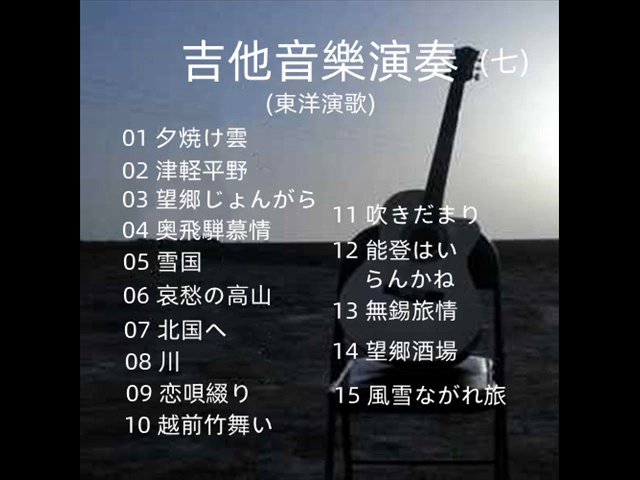 吉他音樂演奏 (七)
(東洋演歌)
01 夕焼け雲
02 津軽平野
03 望郷じょんがら
04 奥飛騨慕情
05 雪国
06 哀愁の高山
07 北国へ
08 川
09 恋唄綴り
10 越前竹舞い
11 吹きだまり
12 能登はい
らんかね
13 無錫旅情
14 望郷酒場
15 風雪ながれ旅